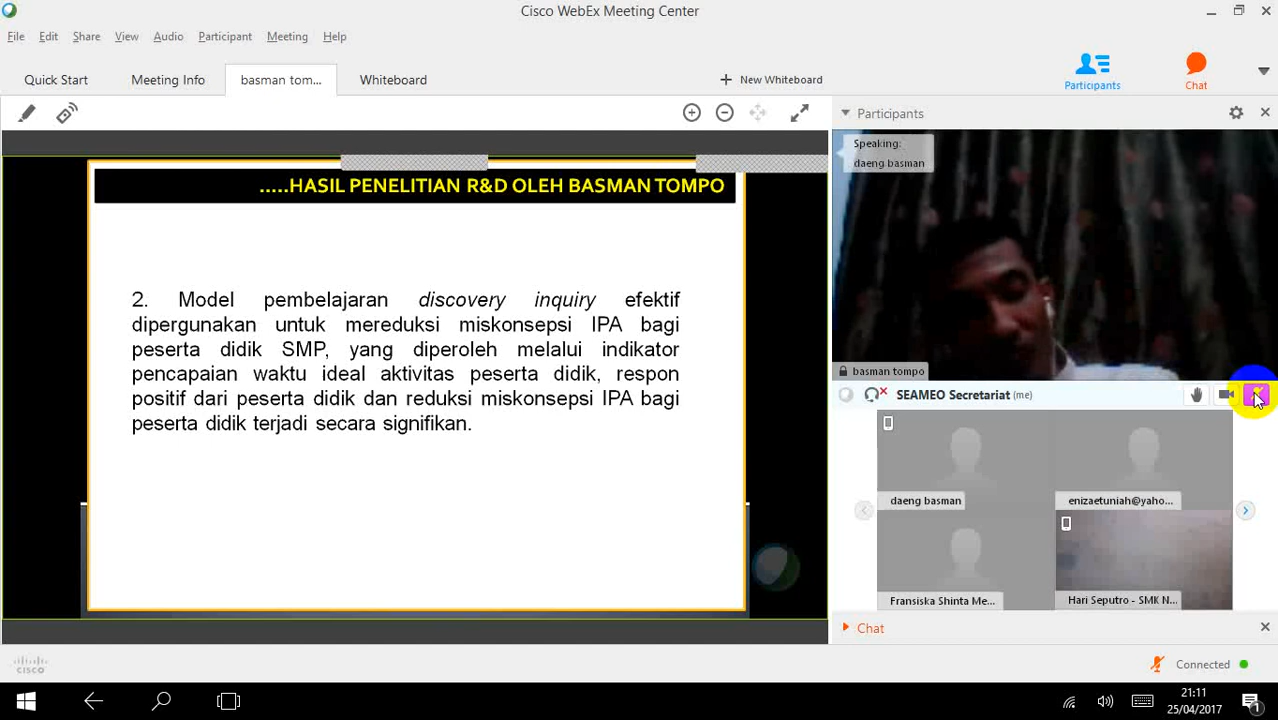 Cisco WebEx Meeting Center
File Edit Share View Audio Participant Meeting Help
Quick Start Meeting Info basman tom... Whiteboard + New Whiteboard
Participants Chat
Participants
Speaking:
daeng basman
.....HASIL PENELITIAN R&D OLEH BASMAN TOMPO
2. Model pembelajaran discovery inquiry efektif
dipergunakan untuk mereduksi miskonsepsi IPA bagi
peserta didik SMP, yang diperoleh melalui indikator
pencapaian waktu ideal aktivitas peserta didik, respon
positif dari peserta didik dan reduksi miskonsepsi IPA bagi
peserta didik terjadi secara signifikan.
basman tompo
SEAMEO Secretariat (me)
daeng basman
enizaetuniah@yaho...
Fransiska Shinta Me...
Hari Seputro - SMK N...
Chat
cisco
Connected
21:11
25/04/2017
1